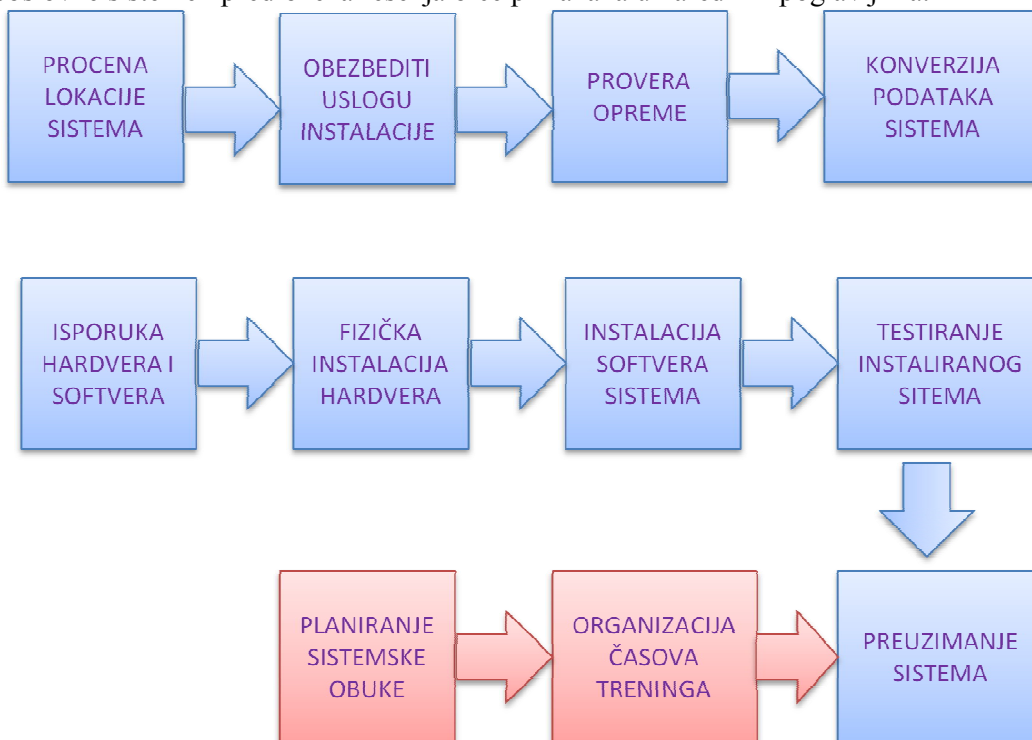 PROCENA
LOKACIJE
SISTEMA
OBEZBEDITI
USLOGU
INSTALACIJE
PROVERA
OPREME
KONVERZIJA
PODATAKA
SISTEMA
ISPORUKA
HARDVERA I
SOFTVERA
FIZIČKA
INSTALACIJA
HARDVERA
INSTALACIJA
SOFTVERA
SISTEMA
TESTIRANJE
INSTALIRANOG
SITEMA
PLANIRANJE
SISTEMSKE
OBUKE
ORGANIZACIJA
ČASOVA
TRENINGA
PREUZIMANJE
SISTEMA